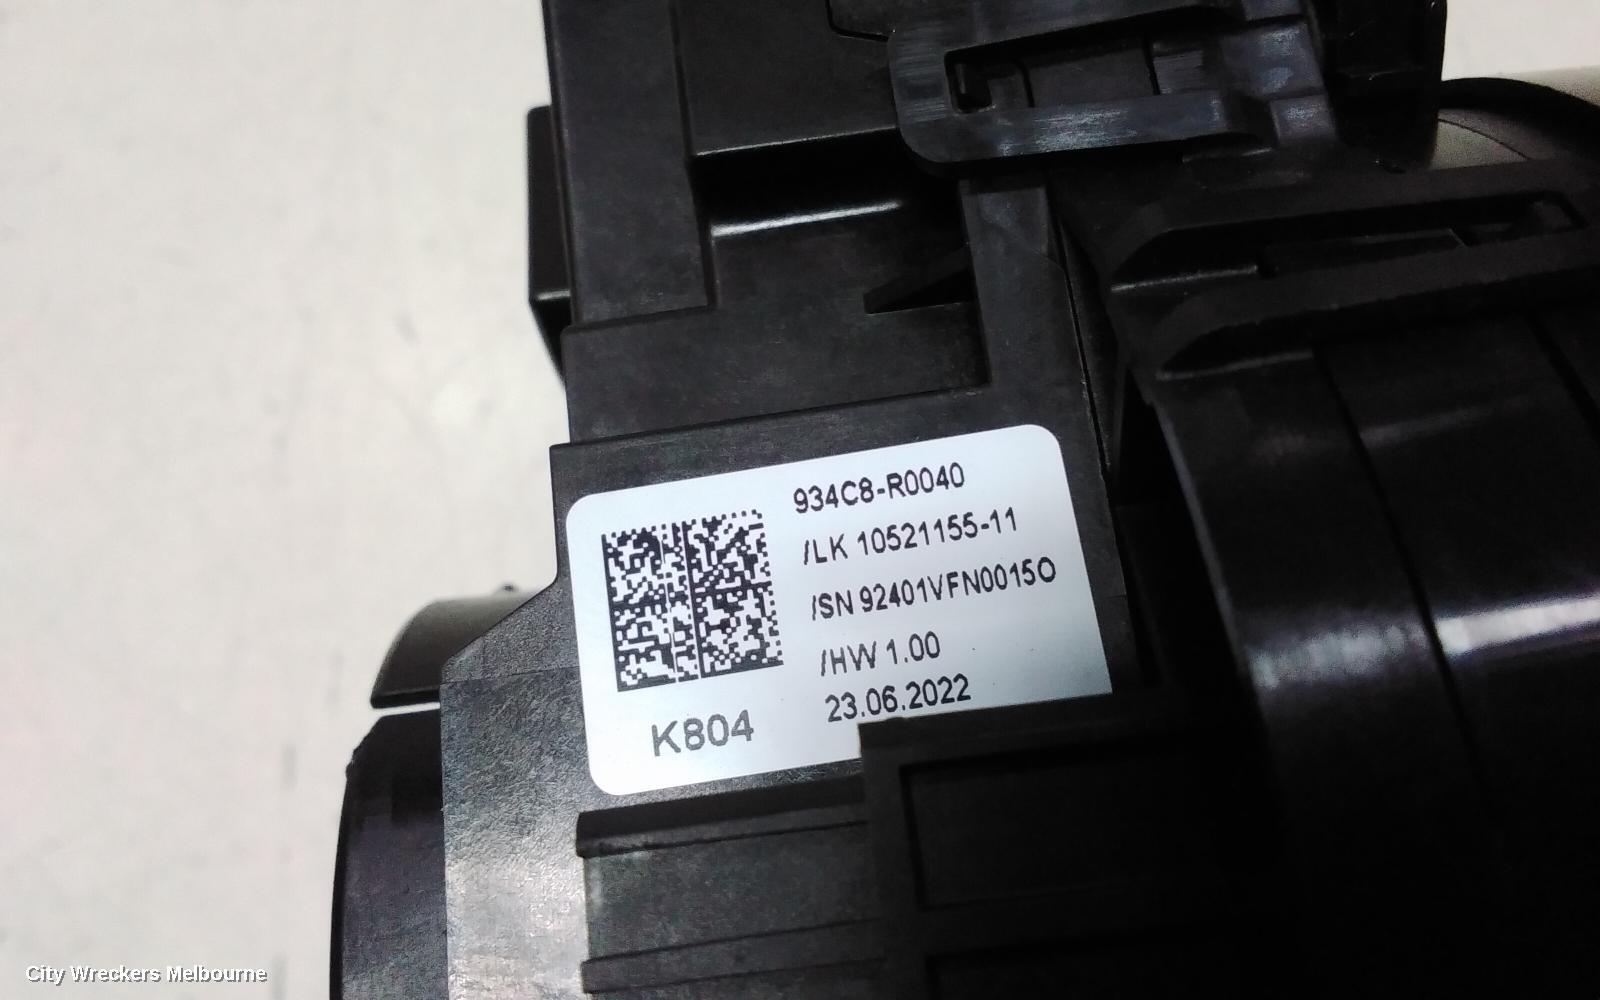 934C8-R0040
/LK 10521155-11
/SN 92401VFN0015O
/HW 1.00
23.06.2022
K804
City Wreckers Melbourne